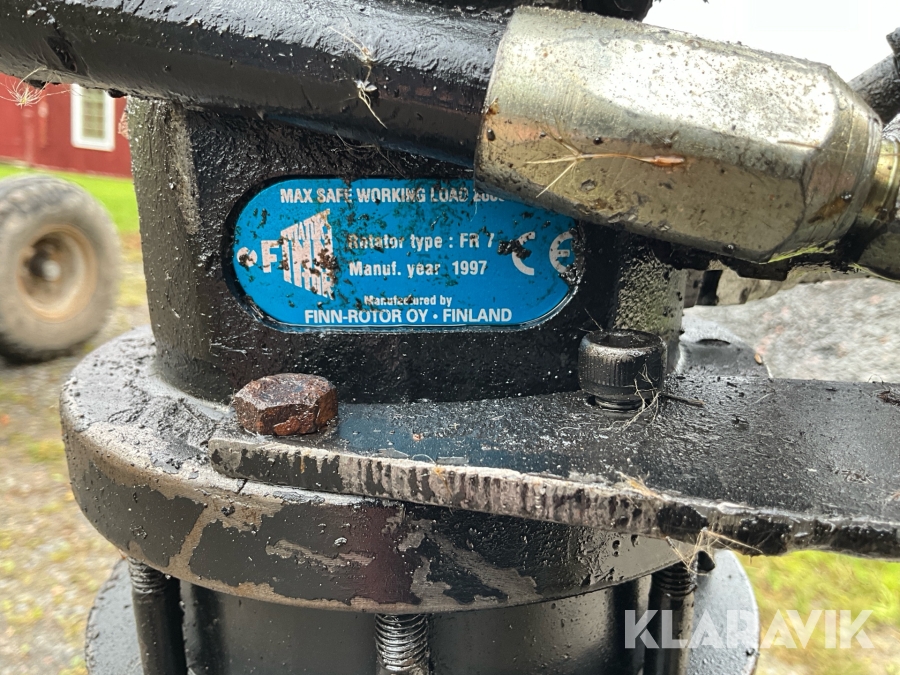 MAX SAFE WORKING LOAD
FINN
Rotator type : FR 7
CE
Manuf. year 1997
Manufactured by
FINN-ROTOR OY • FINLAND
KLARAVIK